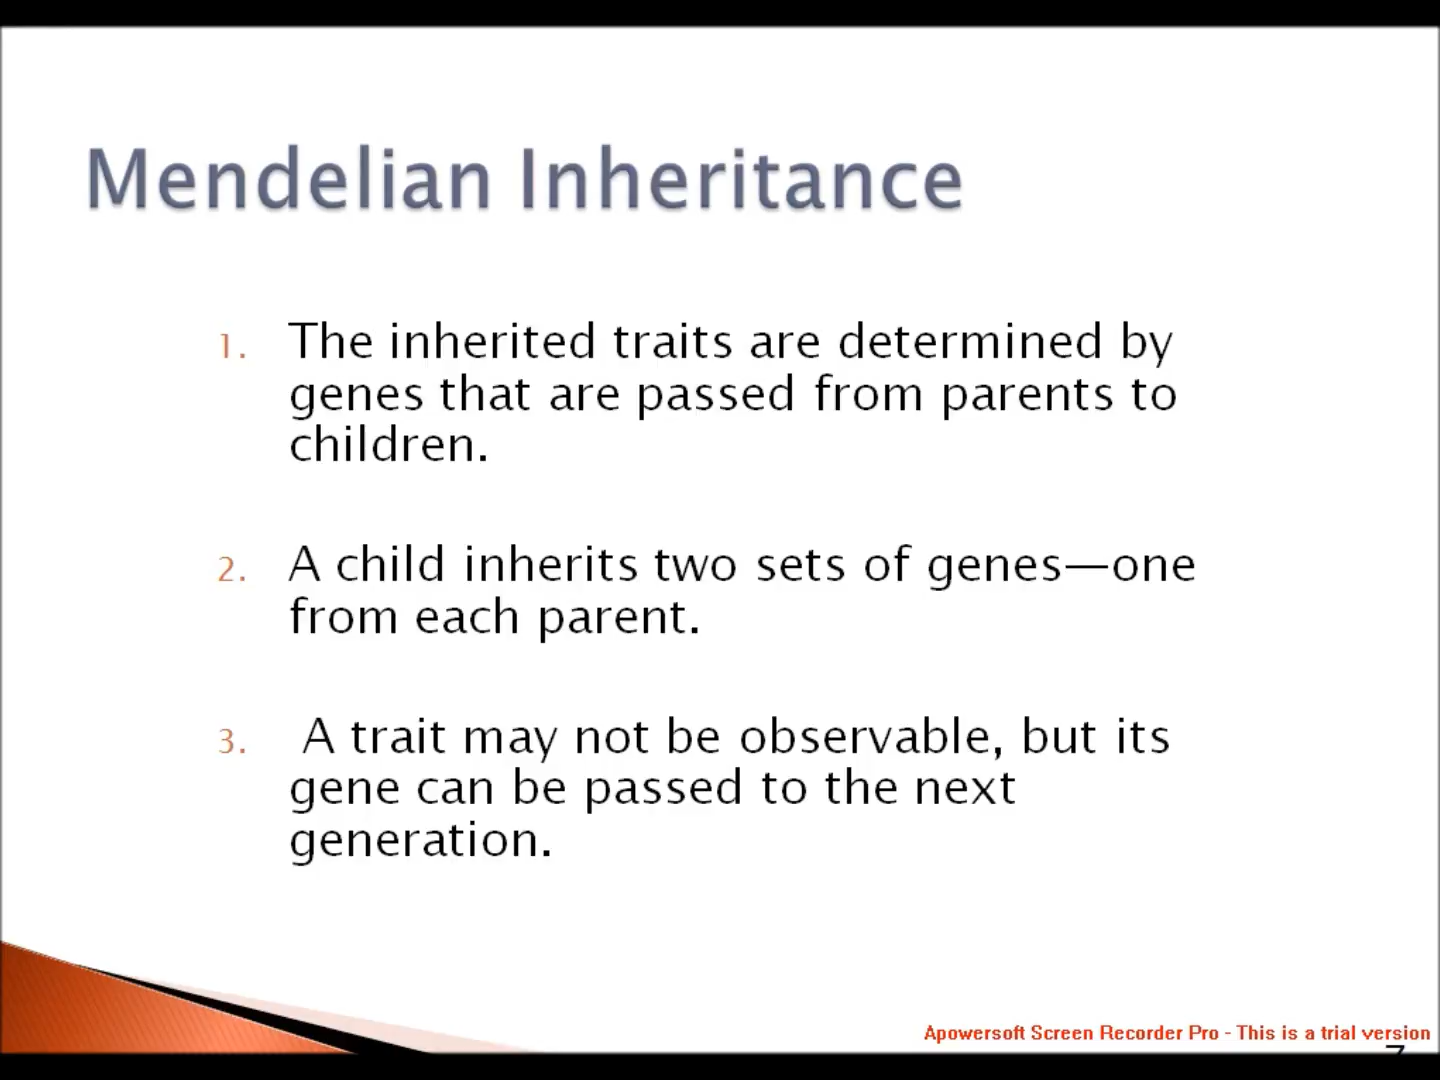 Mendelian Inheritance
1. The inherited traits are determined by
genes that are passed from parents to
children.
2. A child inherits two sets of genes—one
from each parent.
3. A trait may not be observable, but its
gene can be passed to the next
generation.
Apowersoft Screen Recorder Pro - This is a trial version